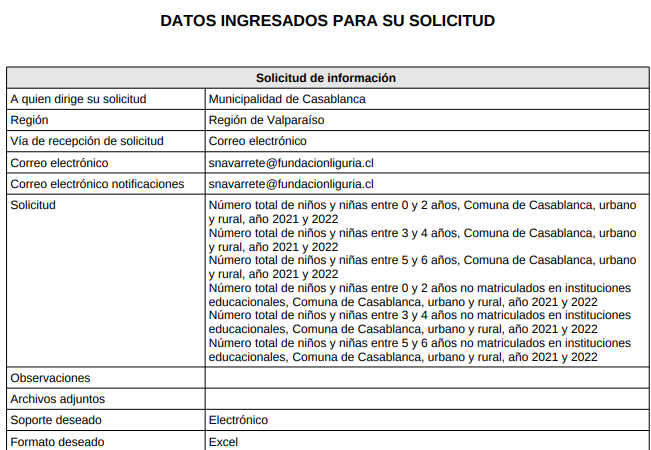 DATOS INGRESADOS PARA SU SOLICITUD
Solicitud de información
A quien dirige su solicitud Municipalidad de Casablanca
Región Región de Valparaíso
Vía de recepción de solicitud Correo electrónico
Correo electrónico snavarrete@fundacionliguria.cl
Correo electrónico notificaciones snavarrete@fundacionliguria.cl
Solicitud Número total de niños y niñas entre 0 y 2 años, Comuna de Casablanca, urbano
y rural, año 2021 y 2022
Número total de niños y niñas entre 3 y 4 años, Comuna de Casablanca, urbano
y rural, año 2021 y 2022
Número total de niños y niñas entre 5 y 6 años, Comuna de Casablanca, urbano
y rural, año 2021 y 2022
Número total de niños y niñas entre 0 y 2 años no matriculados en instituciones
educacionales, Comuna de Casablanca, urbano y rural, año 2021 y 2022
Número total de niños y niñas entre 3 y 4 años no matriculados en instituciones
educacionales, Comuna de Casablanca, urbano y rural, año 2021 y 2022
Número total de niños y niñas entre 5 y 6 años no matriculados en instituciones
educacionales, Comuna de Casablanca, urbano y rural, año 2021 y 2022
Observaciones
Archivos adjuntos
Soporte deseado Electrónico
Formato deseado Excel